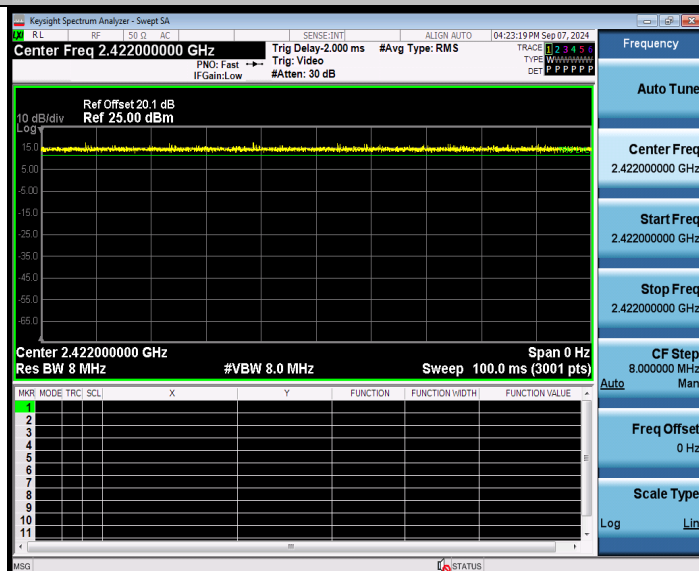 Keysight Spectrum Analyzer - Swept SA
LXI RL RF 50 Ω AC SENSE:INT ALIGN AUTO 04:23:19 PM Sep 07, 2024
Center Freq 2.422000000 GHz
PNO: Fast
IFGain:Low
Trig Delay-2.000 ms
Trig: Video
#Atten: 30 dB
#Avg Type: RMS
TRACE 1 2 3 4 5 6
TYPE WWWWWW
DET P P P P P P
Ref Offset 20.1 dB
10 dB/div Ref 25.00 dBm
Log
15.0
5.00
-5.00
-15.0
-25.0
-35.0
-45.0
-55.0
-65.0
Center 2.422000000 GHz Span 0 Hz
Res BW 8 MHz #VBW 8.0 MHz Sweep 100.0 ms (3001 pts)
MKR MODE TRC SCL X Y FUNCTION FUNCTION WIDTH FUNCTION VALUE
1
2
3
4
5
6
7
8
9
10
11
MSG STATUS
Frequency
Auto Tune
Center Freq
2.422000000 GHz
Start Freq
2.422000000 GHz
Stop Freq
2.422000000 GHz
CF Step
8.000000 MHz
Auto Man
Freq Offset
0 Hz
Scale Type
Log Lin